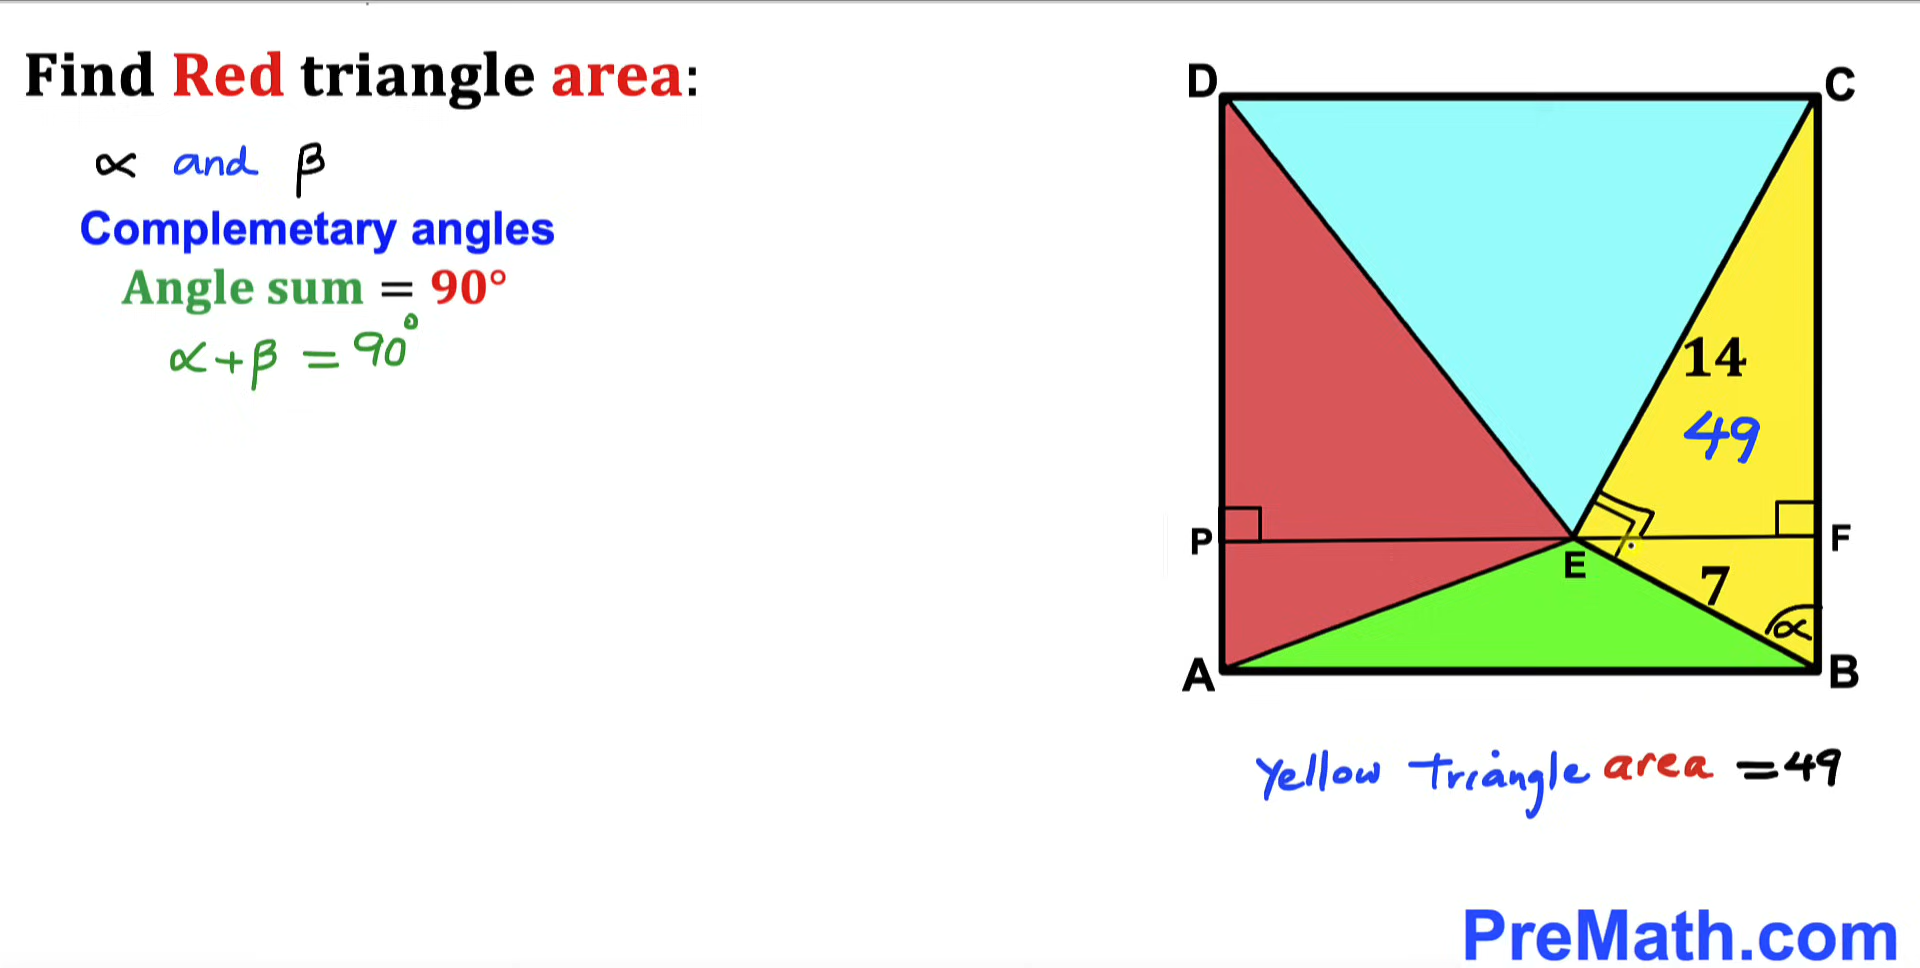 Find Red triangle area:
∝ and β
Complemetary angles
Angle sum = 90°
∝+β = 90°
D
C
14
49
P
F
E
7
∝
A
B
Yellow Triangle area = 49
PreMath.com